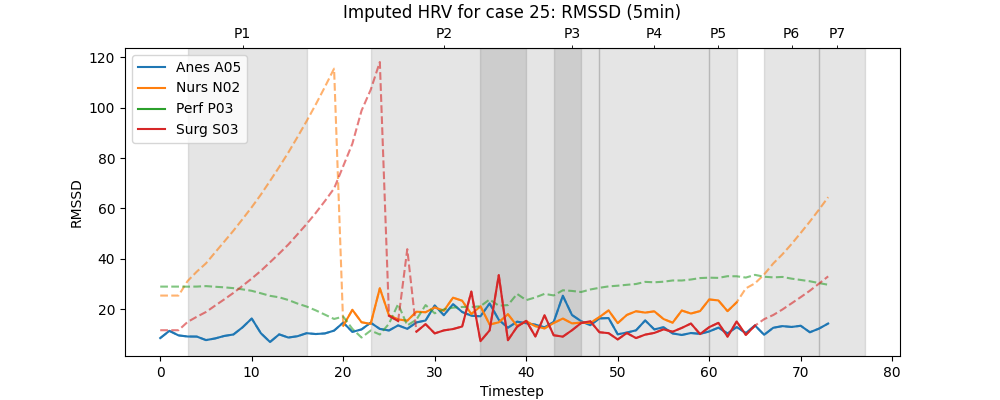 Imputed HRV for case 25: RMSSD (5min)
P1 P2 P3 P4 P5 P6 P7
Anes A05
Nurs N02
Perf P03
Surg S03
RMSSD
120
100
80
60
40
20
0 10 20 30 40 50 60 70 80
Timestep